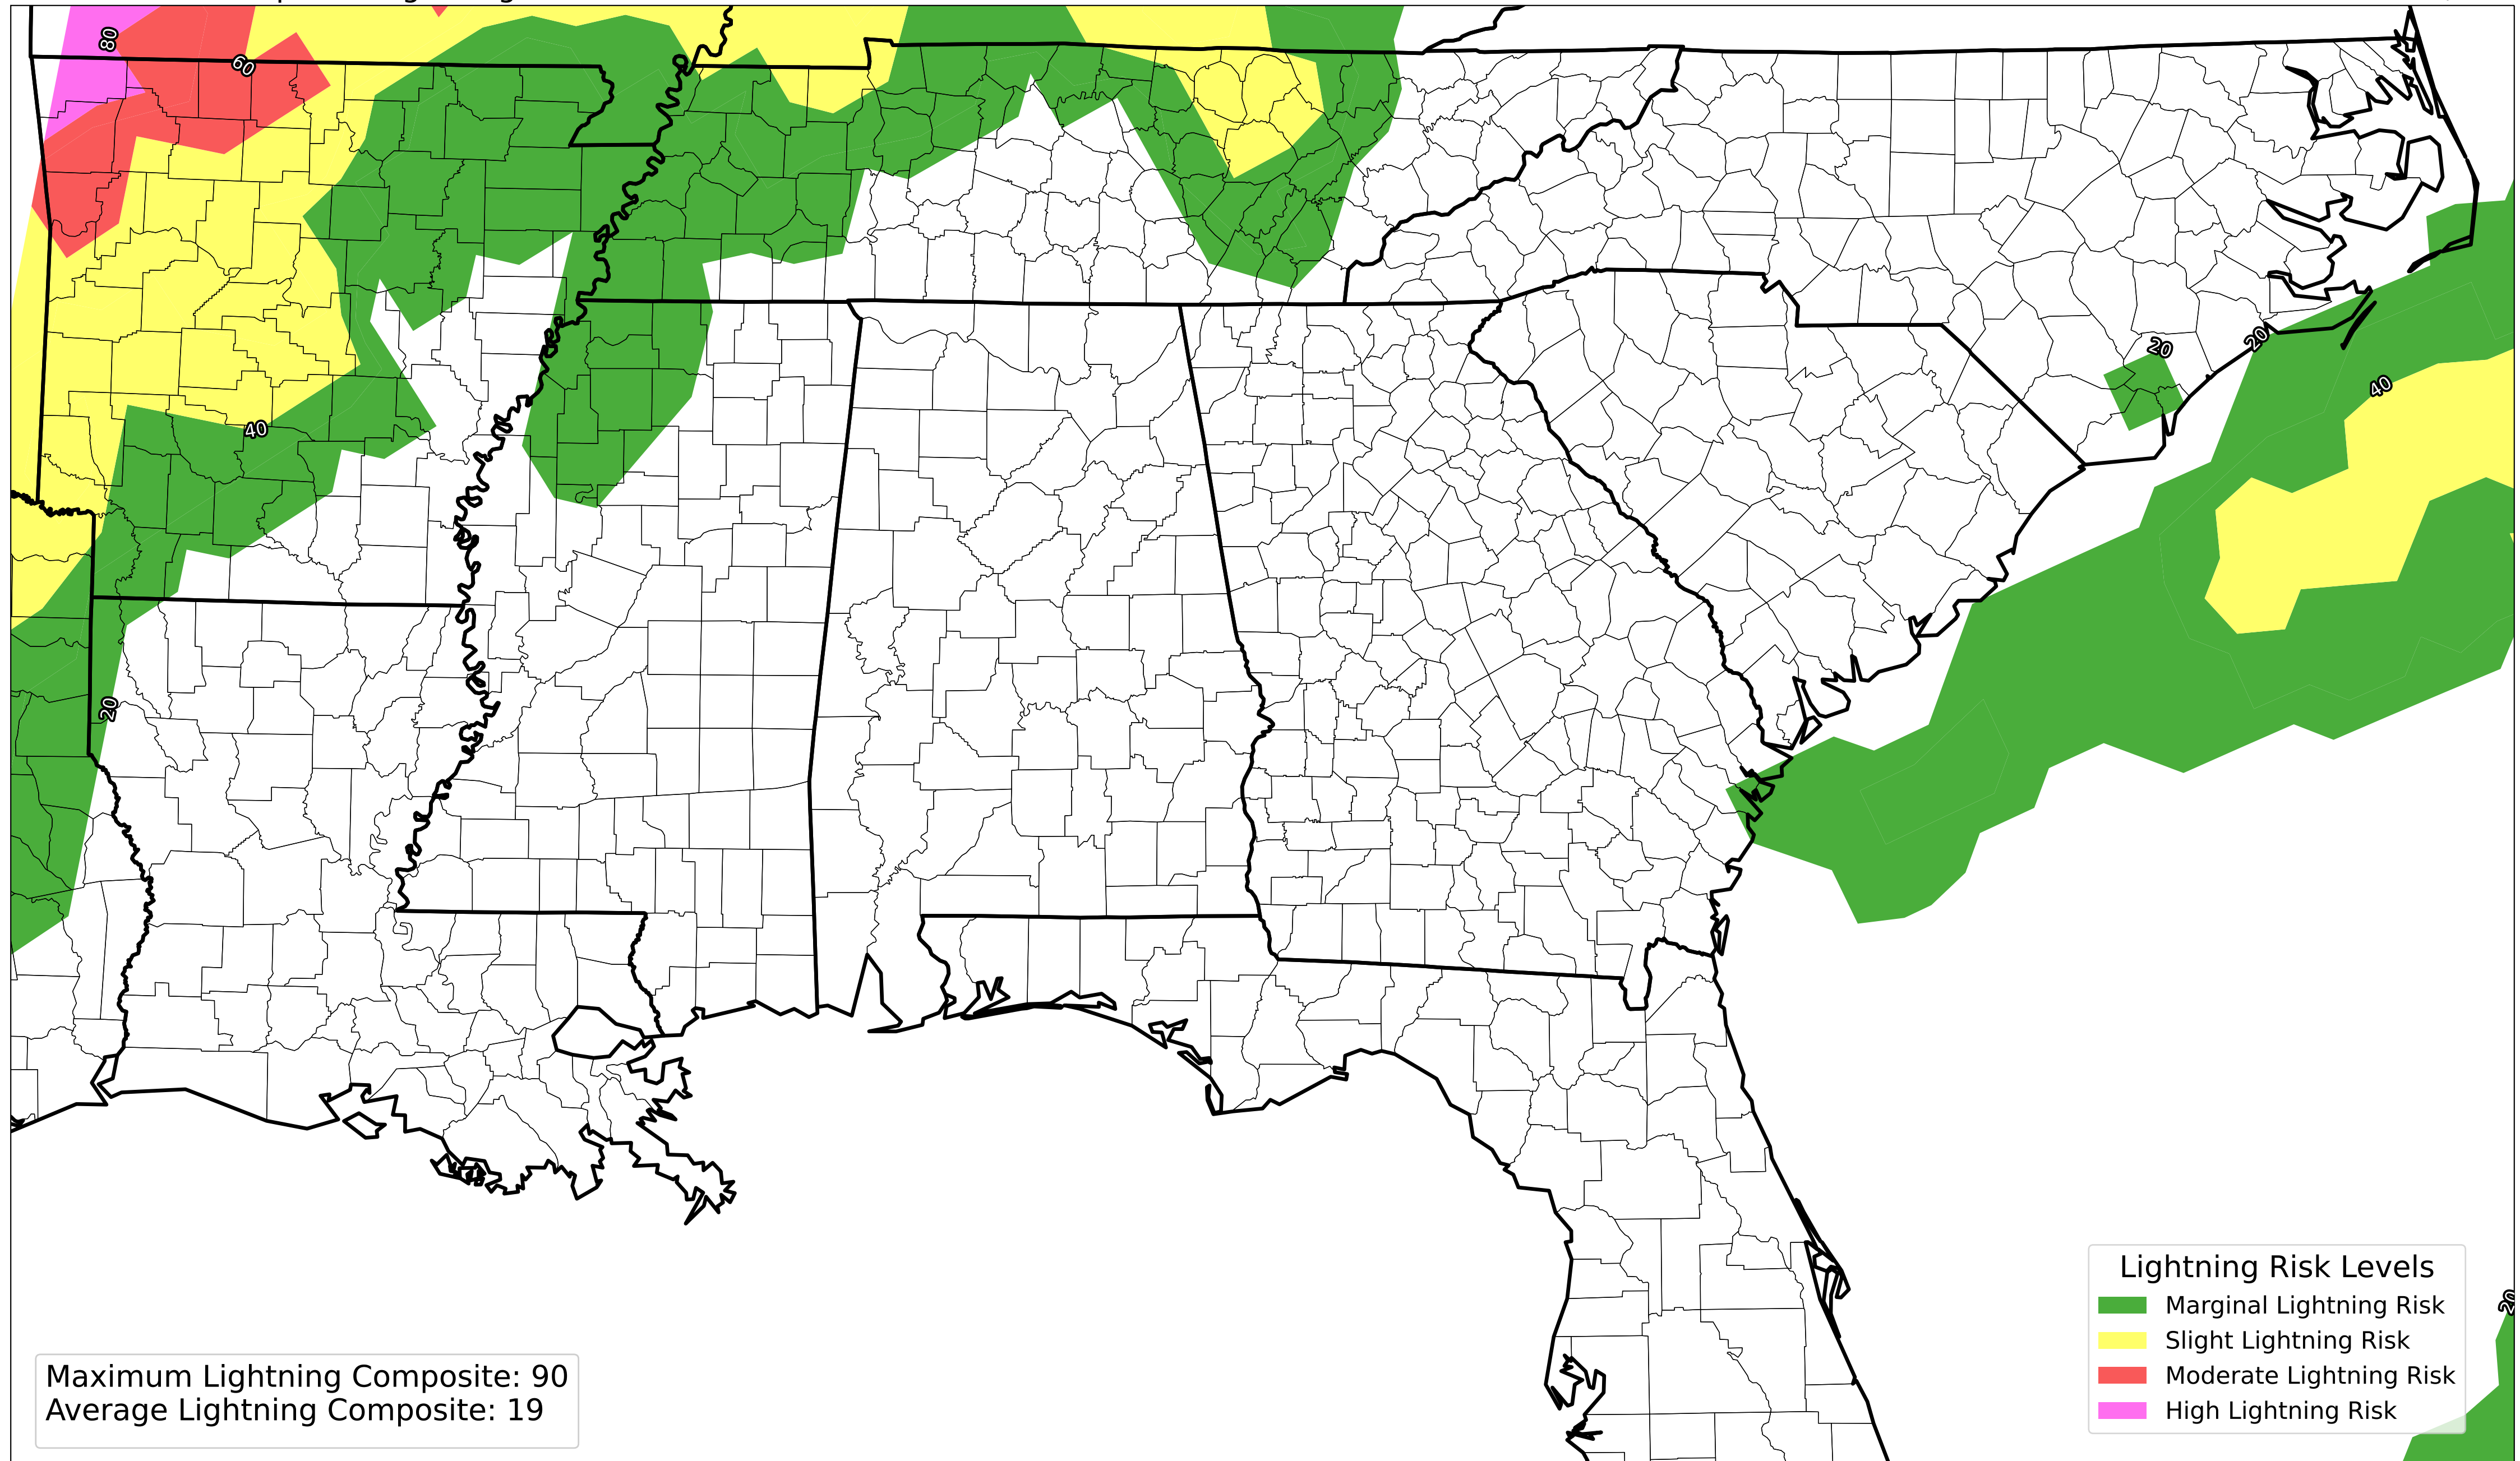 80
60
20
20
40
40
20
20
Lightning Risk Levels
Marginal Lightning Risk
Slight Lightning Risk
Moderate Lightning Risk
High Lightning Risk
Maximum Lightning Composite: 90
Average Lightning Composite: 19